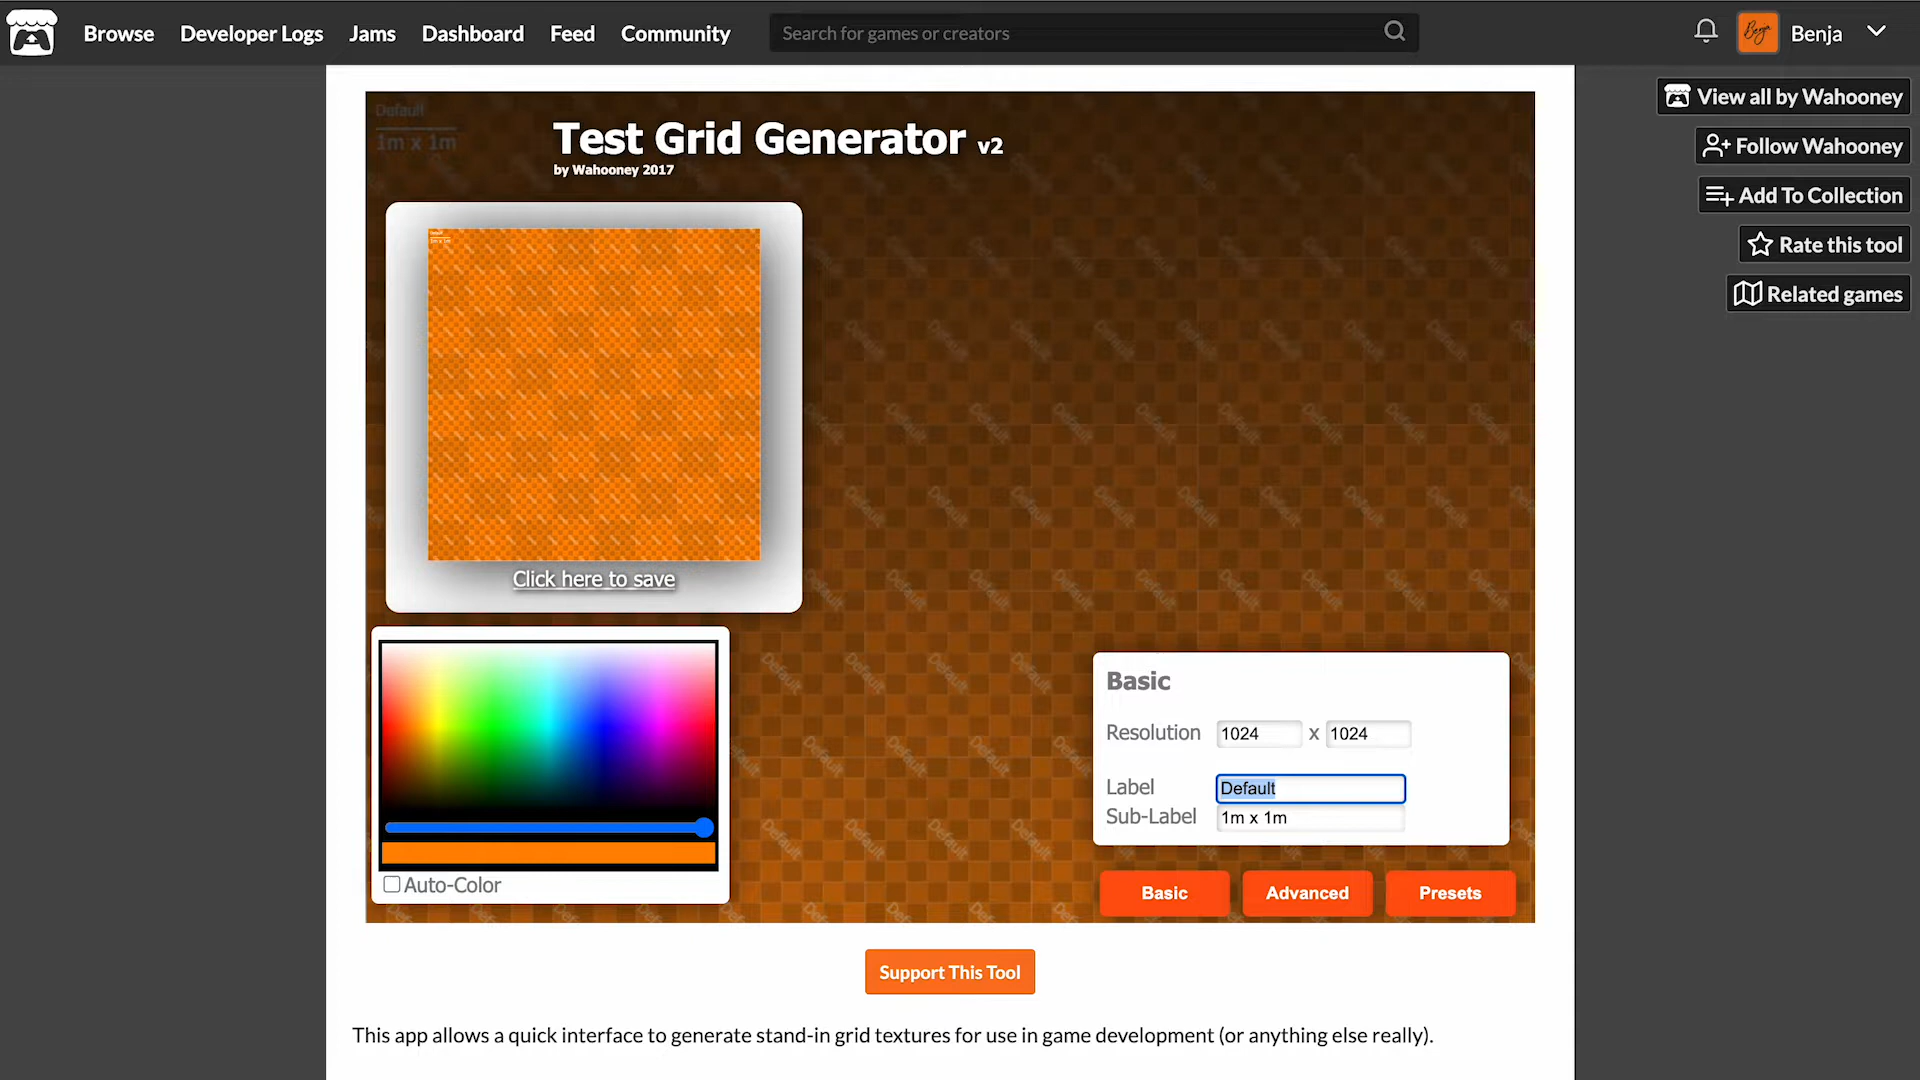 Browse
Developer Logs
Jams
Dashboard
Feed
Community
Search for games or creators
Benja
View all by Wahooney
Follow Wahooney
Add To Collection
Rate this tool
Related games
Default
1m x 1m
Test Grid Generator v2
by Wahooney 2017
Click here to save
Auto-Color
Basic
Resolution 1024 x 1024
Label Default
Sub-Label 1m x 1m
Basic
Advanced
Presets
Support This Tool
This app allows a quick interface to generate stand-in grid textures for use in game development (or anything else really).